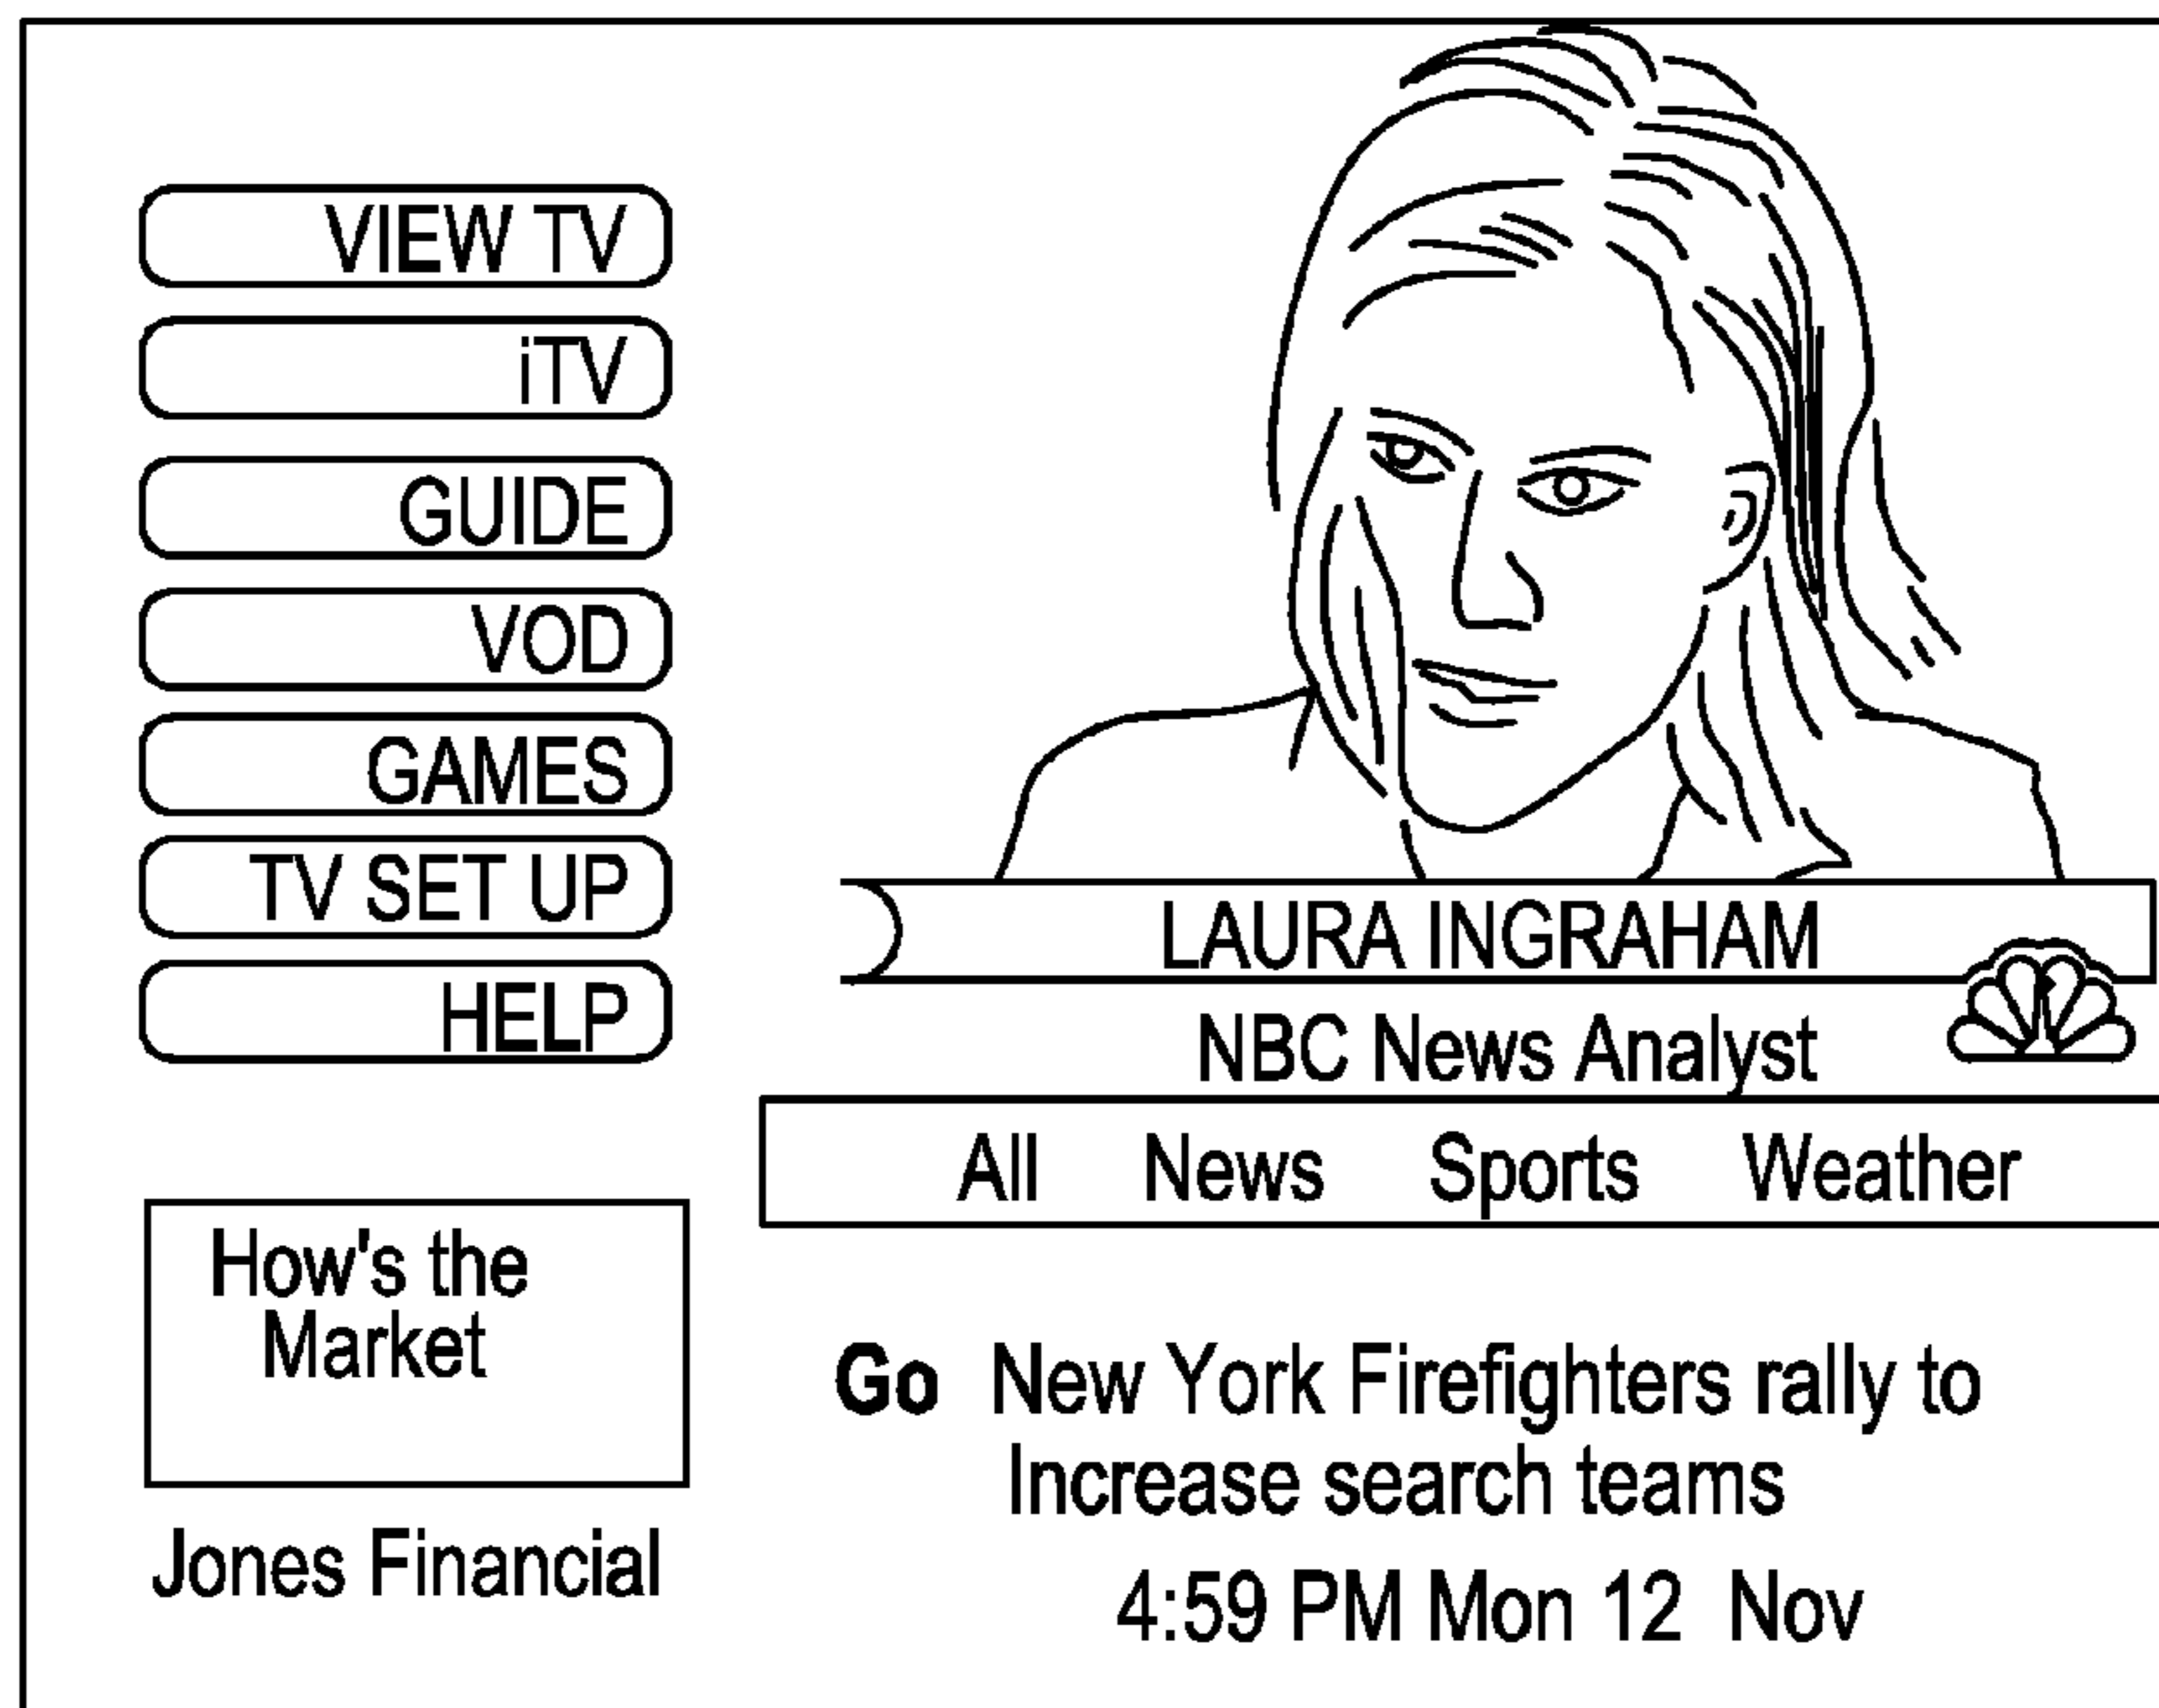 VIEW TV
iTV
GUIDE
VOD
GAMES
TV SET UP
HELP
How's the
Market
Jones Financial
LAURA INGRAHAM
NBC News Analyst
All News Sports Weather
Go New York Firefighters rally to
Increase search teams
4:59 PM Mon 12 Nov